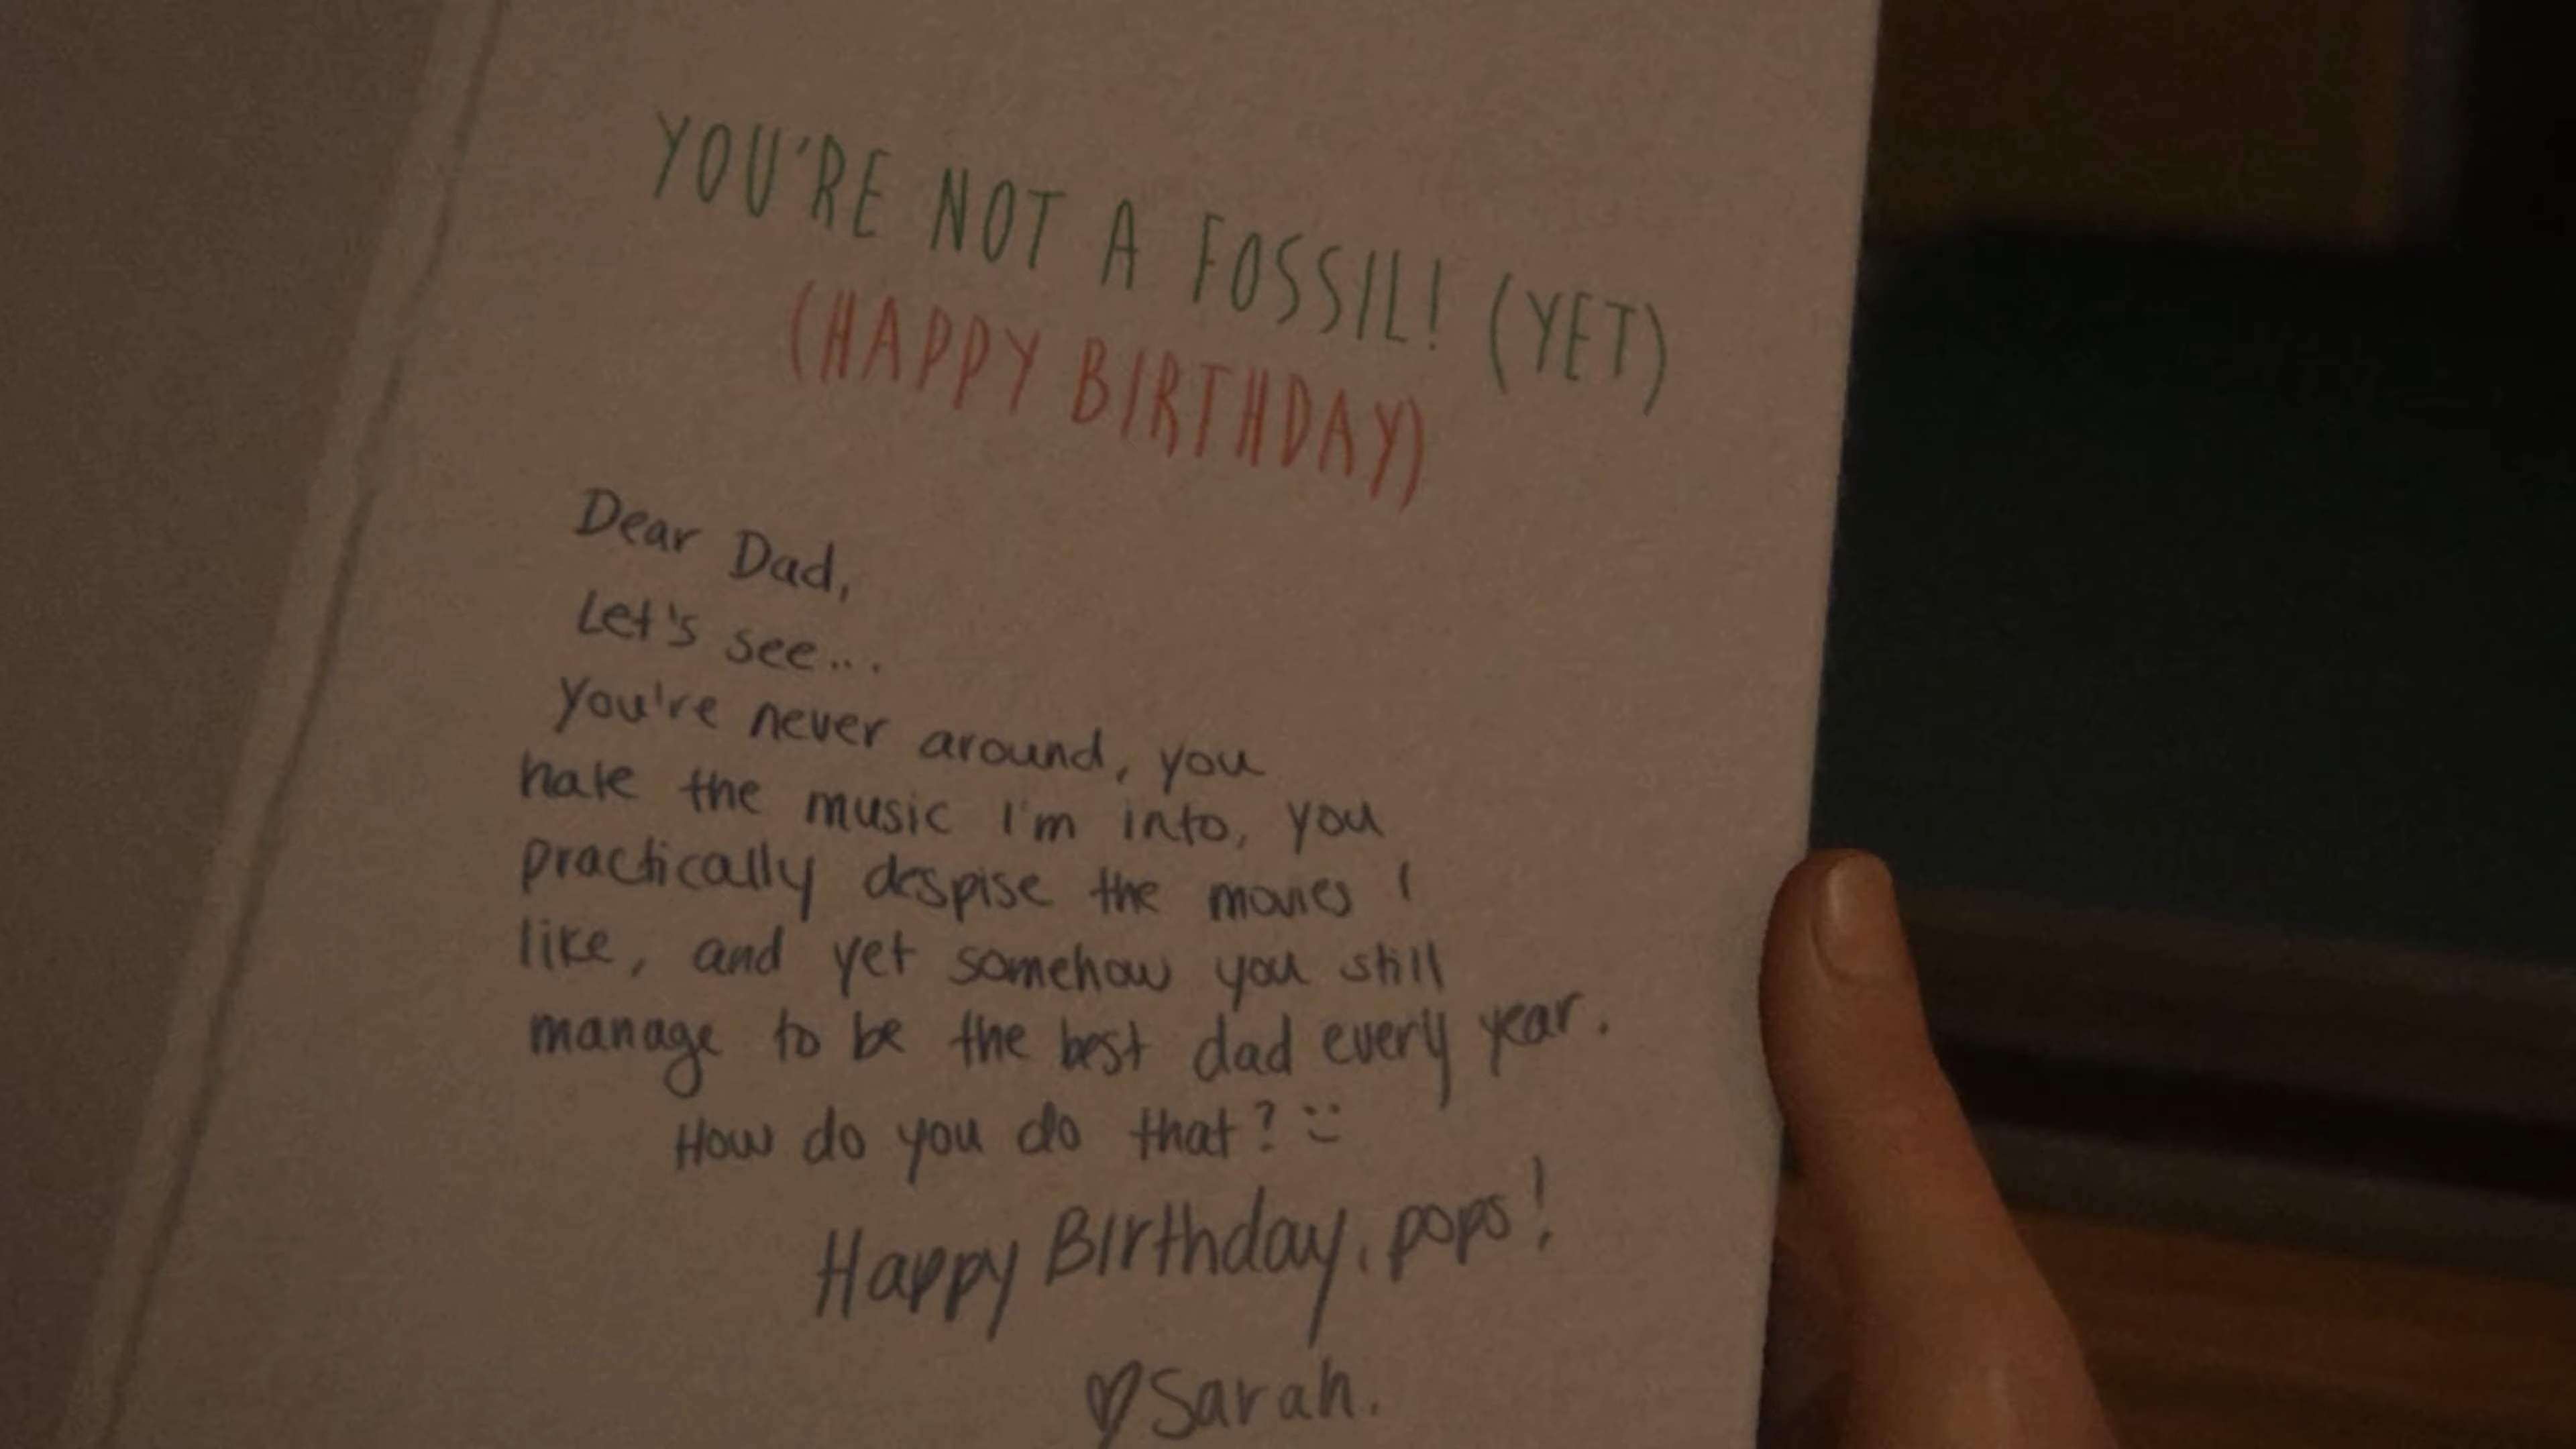 YOU'RE NOT A FOSSIL! (YET)
(HAPPY BIRTHDAY)
Dear Dad,
Let's see...
You're never around, you
hate the music I'm into, you
practically despise the movies I
like, and yet somehow you still
manage to be the best dad every year.
How do you do that? :)
Happy Birthday, pops!
♡Sarah.